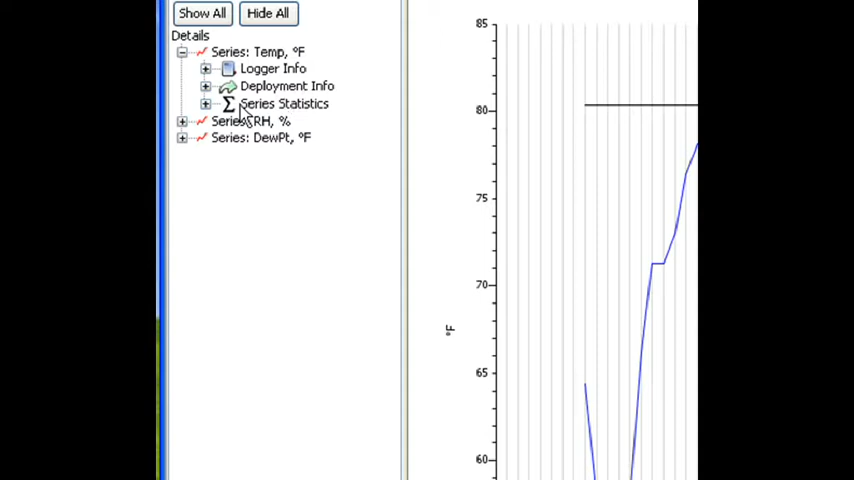 Show All Hide All
Details
Series: Temp, °F
Logger Info
Deployment Info
Σ Series Statistics
Series: RH, %
Series: DewPt, °F
85
80
75
70
°F
65
60